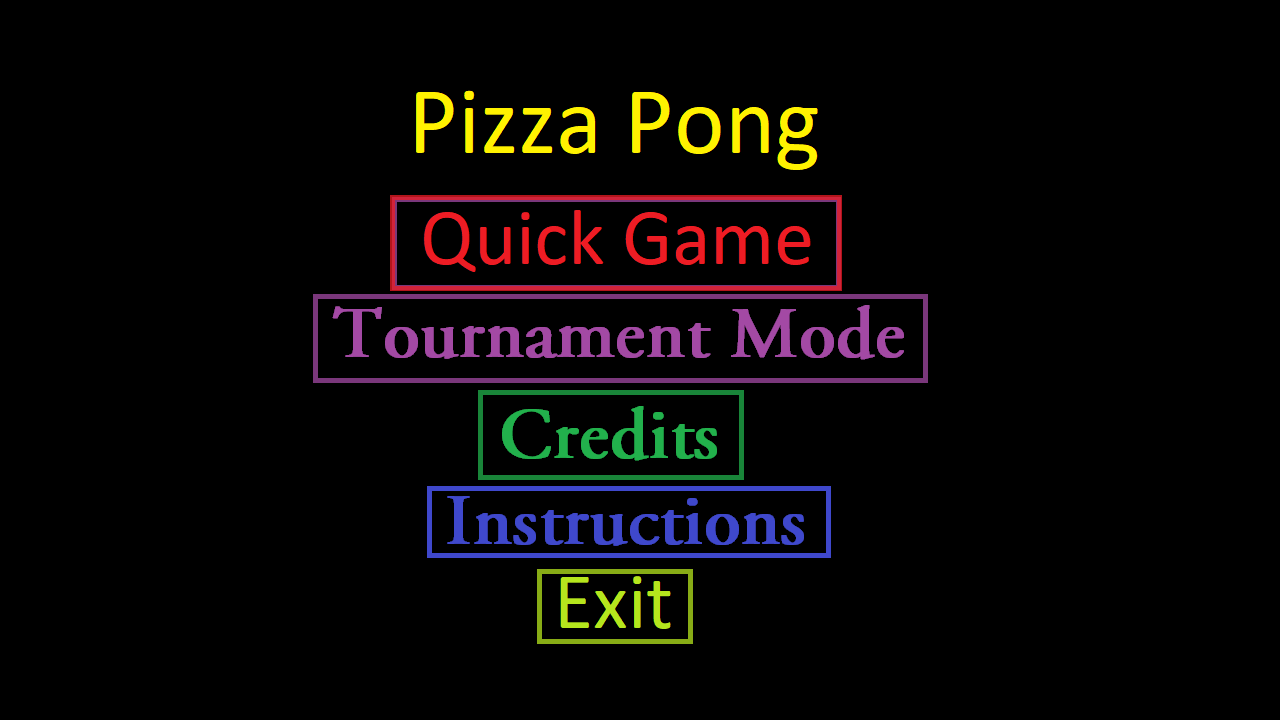 Pizza Pong
Quick Game
Tournament Mode
Credits
Instructions
Exit